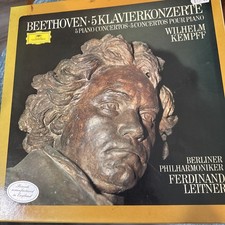 BEETHOVEN·5 KLAVIERKONZERTE
5 PIANO CONCERTOS·5 CONCERTOS POUR PIANO
WILHELM
KEMPFF
BERLINER
PHILHARMONIKER
FERDINAND
LEITNER